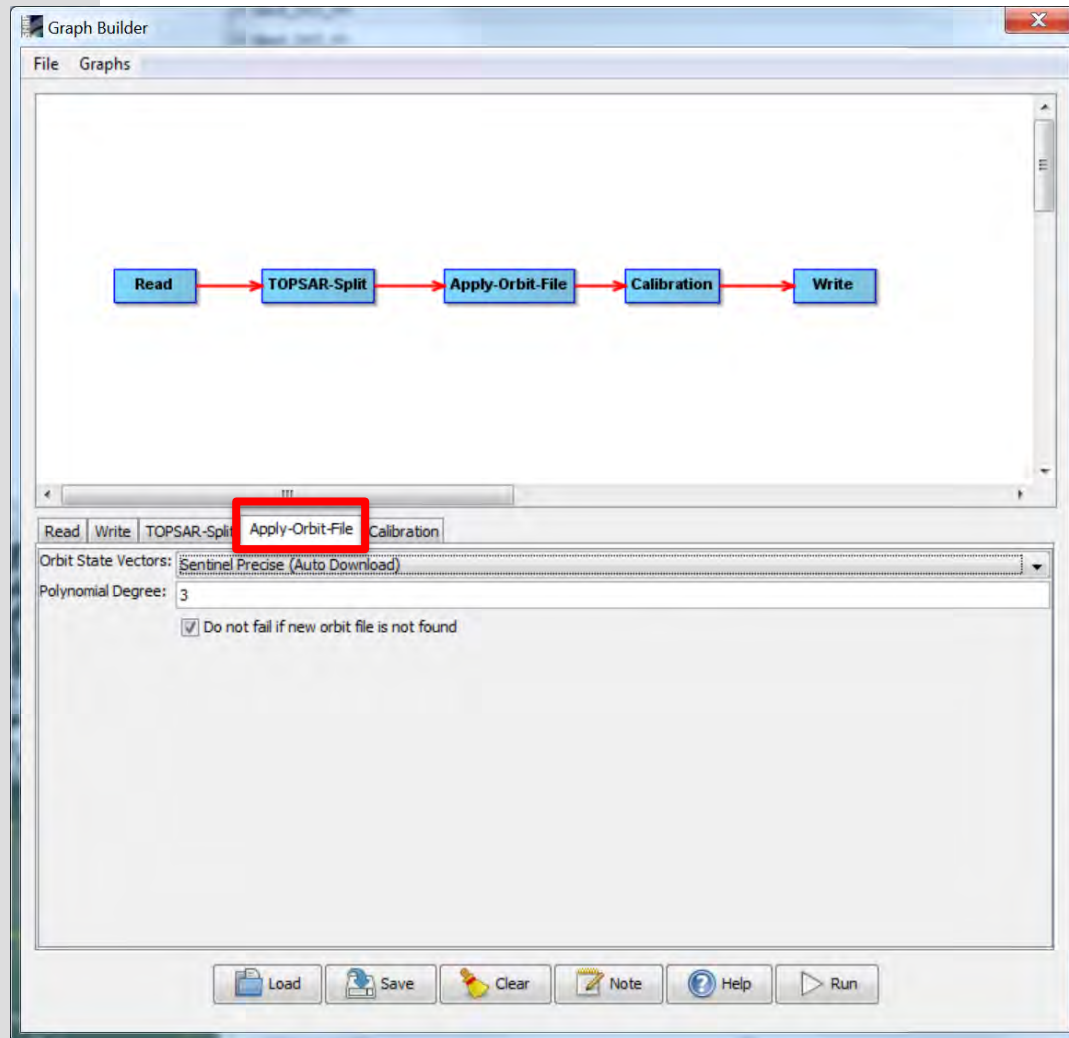 Graph Builder
File Graphs
Read TOPSAR-Split Apply-Orbit-File Calibration Write
Read Write TOPSAR-Split Apply-Orbit-File Calibration
Orbit State Vectors: Sentinel Precise (Auto Download)
Polynomial Degree: 3
Do not fail if new orbit file is not found
Load Save Clear Note Help Run